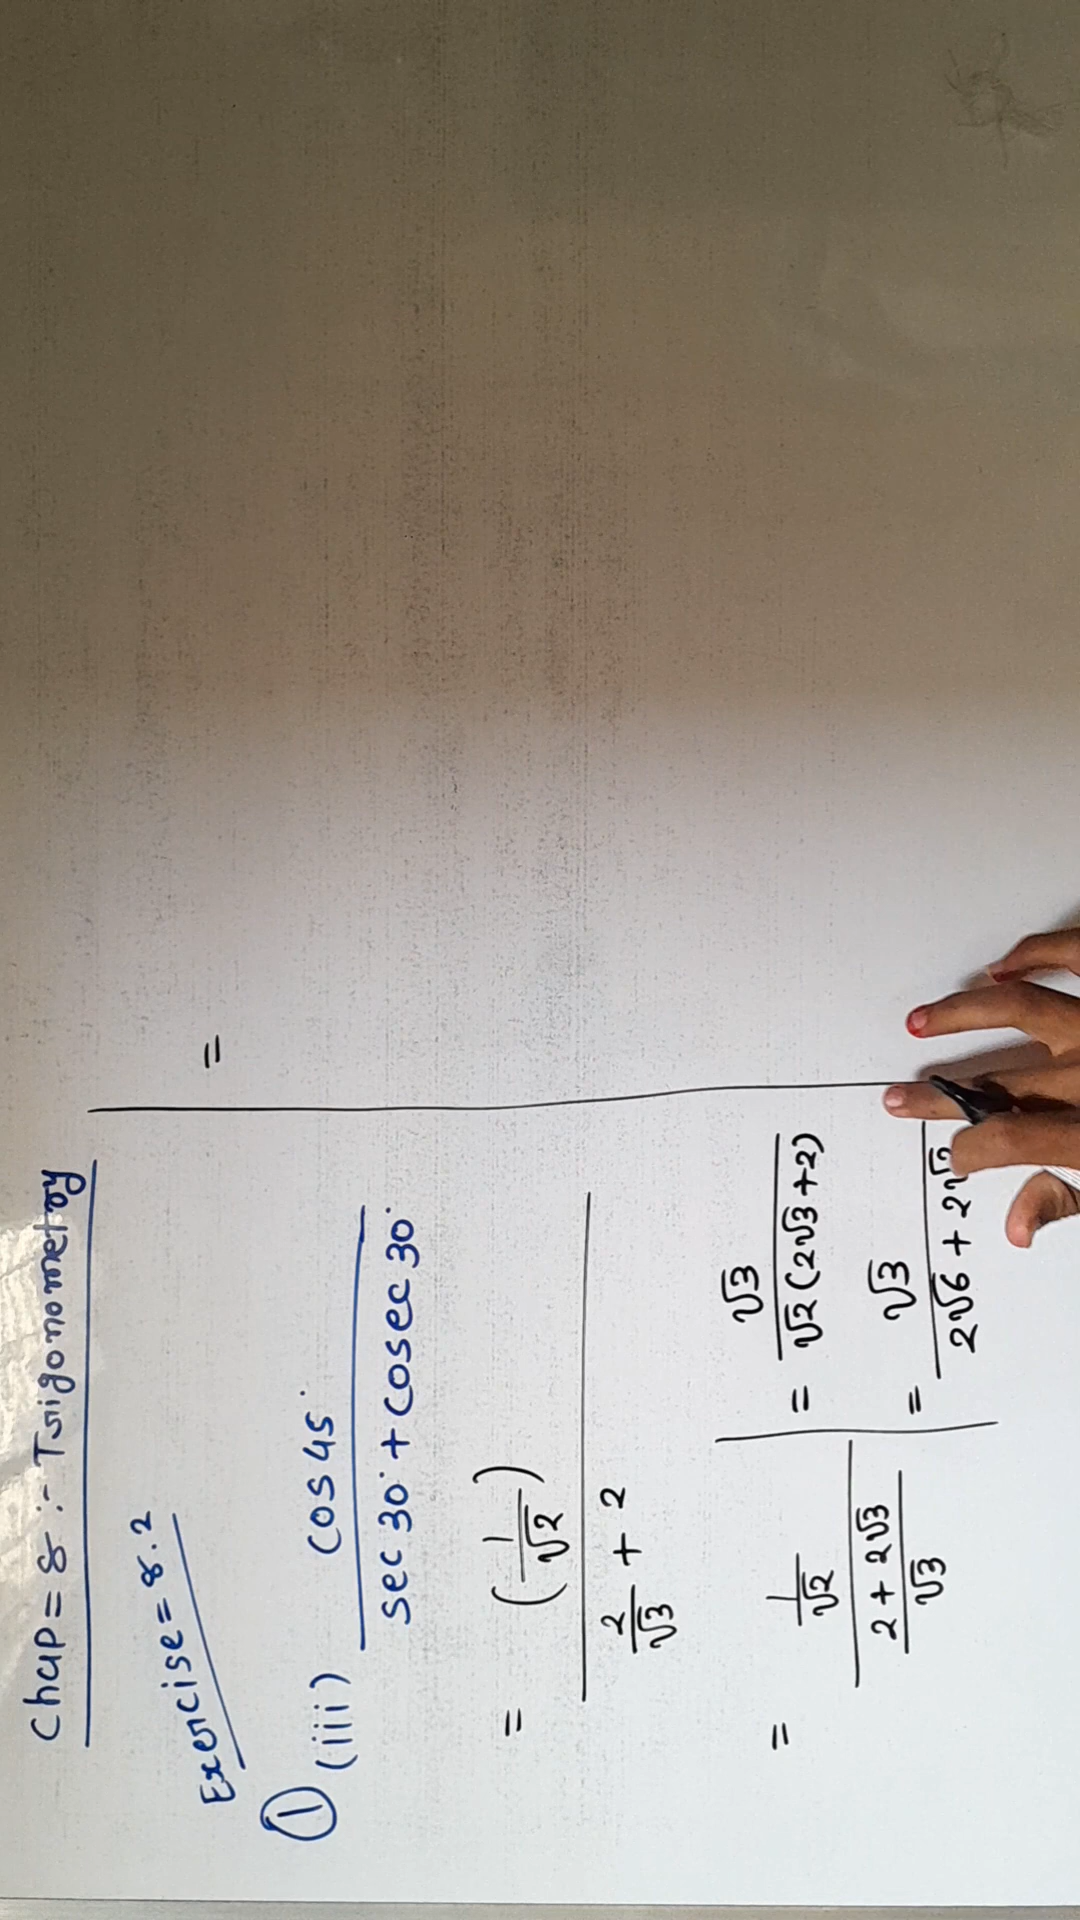 Chap = 8 :- Trigonometry
Exercise = 8.2
① (iii) cos 45°
sec 30° + cosec 30°
= (1/√2)
2/√3 + 2
= 1/√2
2 + 2√3
√3
= √3
√2 (2√3 + 2)
= √3
2√6 + 2
=